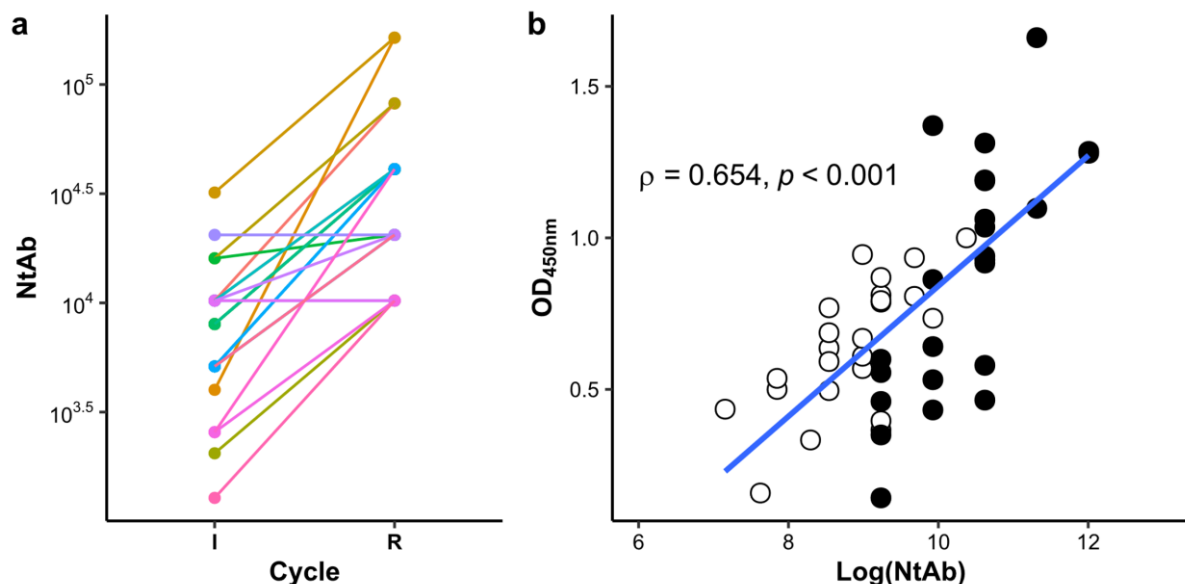 a
NtAb
10^5
10^4.5
10^4
10^3.5
I R
Cycle
b
OD450nm
1.5
1.0
0.5
ρ = 0.654, p < 0.001
6 8 10 12
Log(NtAb)